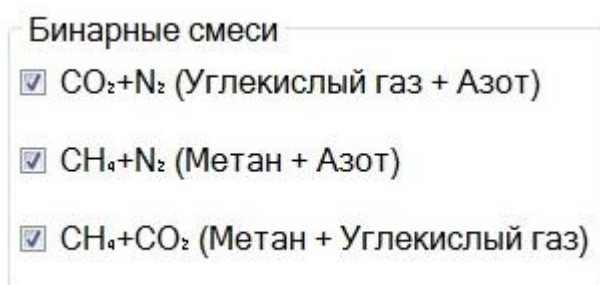 Бинарные смеси
CO₂+N₂ (Углекислый газ + Азот)
CH₄+N₂ (Метан + Азот)
CH₄+CO₂ (Метан + Углекислый газ)